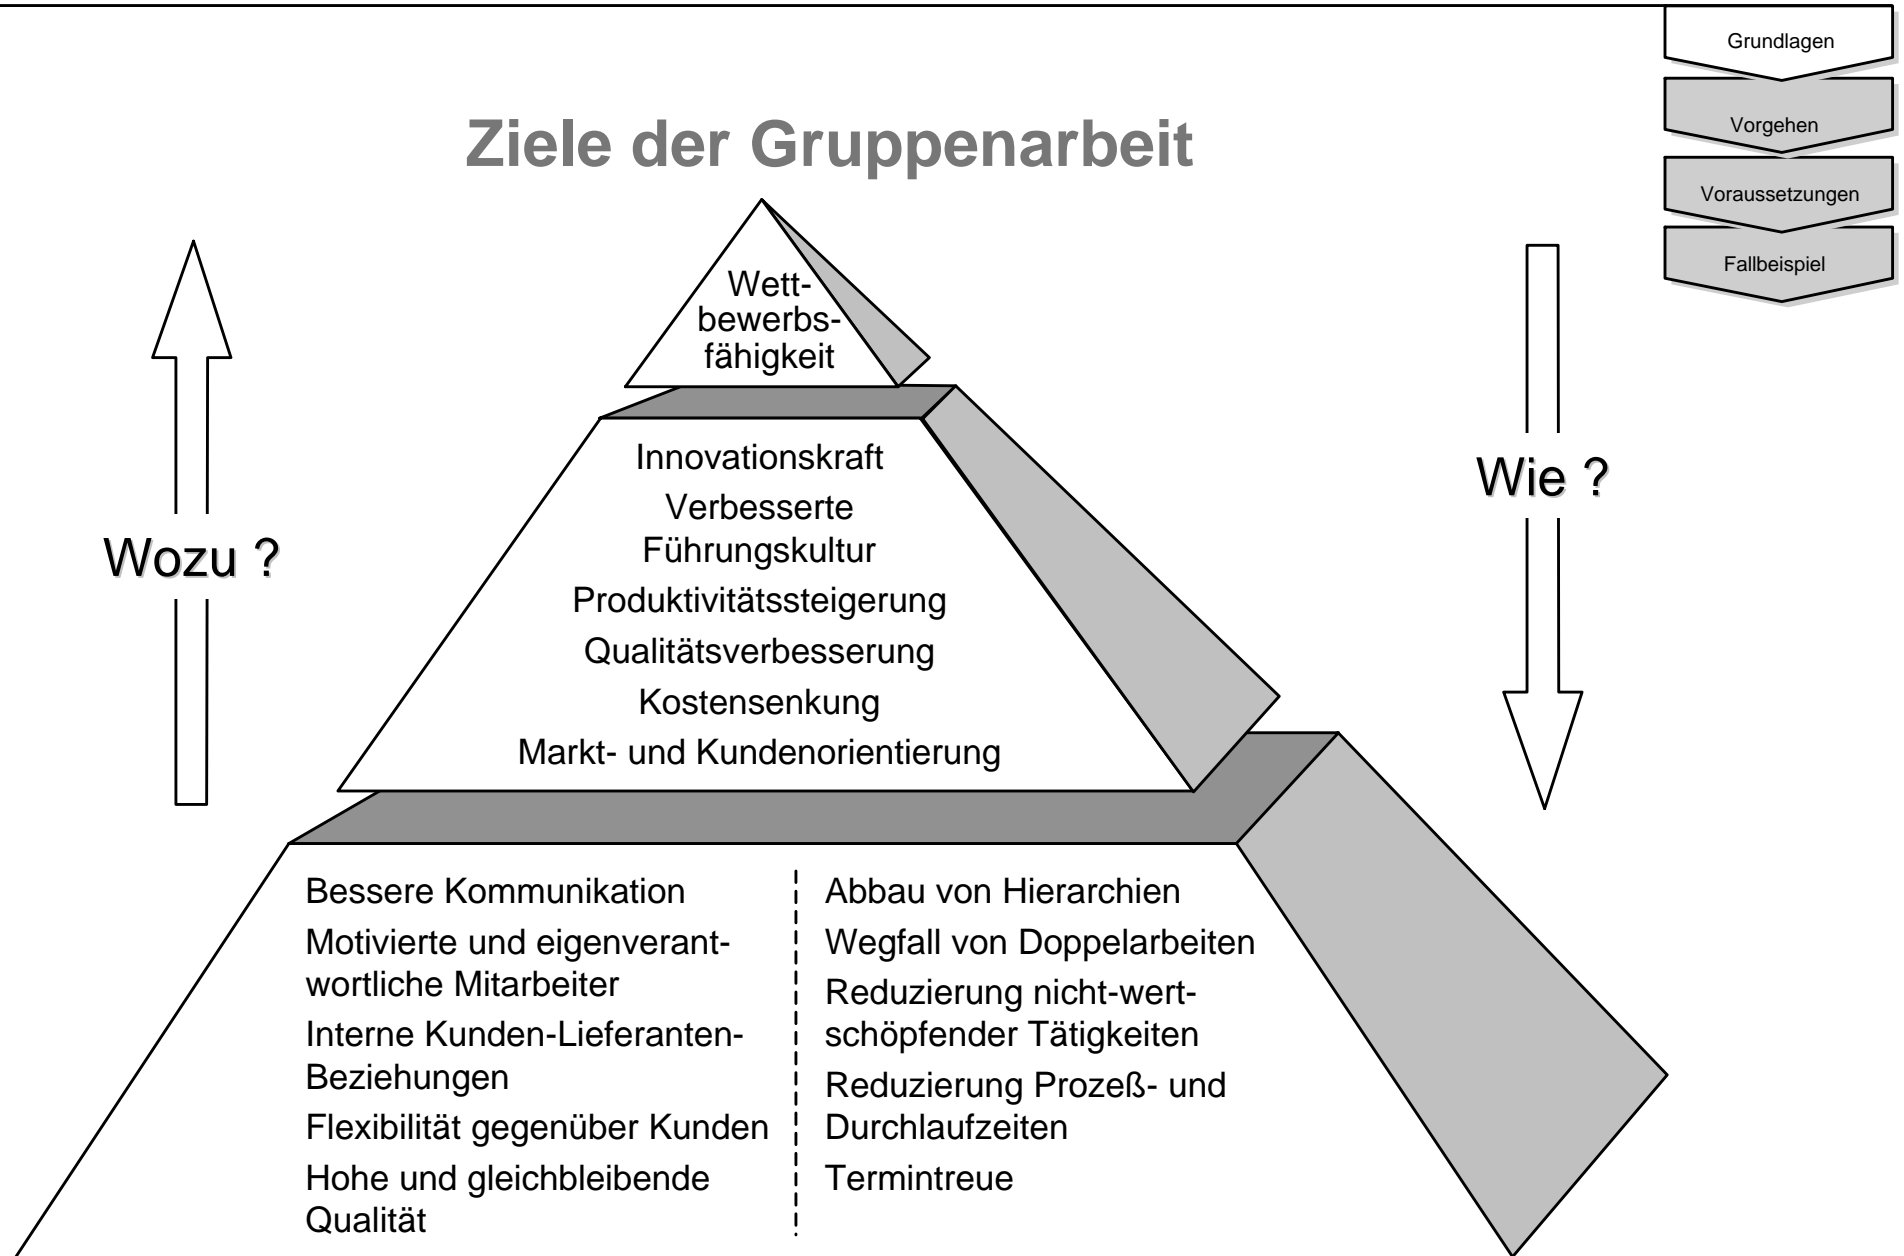 Grundlagen
Vorgehen
Voraussetzungen
Fallbeispiel
Ziele der Gruppenarbeit
Wozu ?
Wie ?
Wett-
bewerbs-
fähigkeit
Innovationskraft
Verbesserte
Führungskultur
Produktivitätssteigerung
Qualitätsverbesserung
Kostensenkung
Markt- und Kundenorientierung
Bessere Kommunikation
Motivierte und eigenverant-
wortliche Mitarbeiter
Interne Kunden-Lieferanten-
Beziehungen
Flexibilität gegenüber Kunden
Hohe und gleichbleibende
Qualität
Abbau von Hierarchien
Wegfall von Doppelarbeiten
Reduzierung nicht-wert-
schöpfender Tätigkeiten
Reduzierung Prozeß- und
Durchlaufzeiten
Termintreue